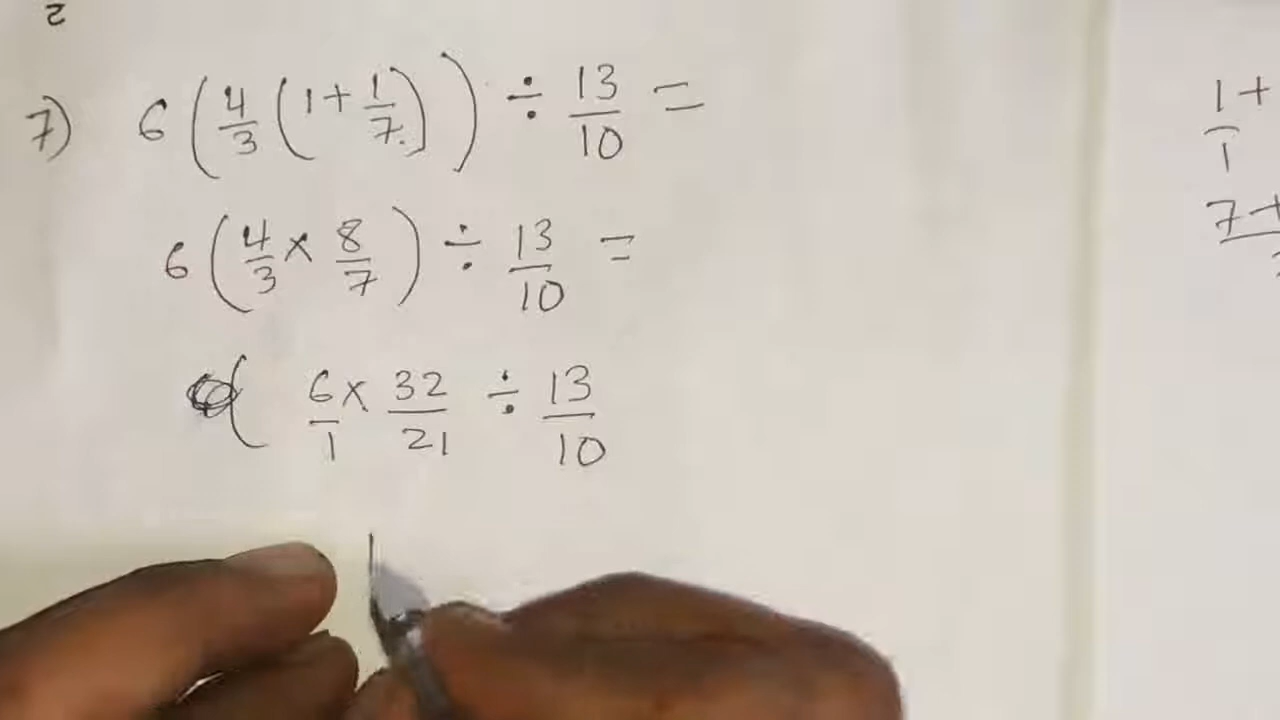 2
7) 6(4/3(1+1/7)) ÷ 13/10 =
6(4/3 × 8/7) ÷ 13/10 =
( 6/1 × 32/21 ÷ 13/10
1/1 +
7+